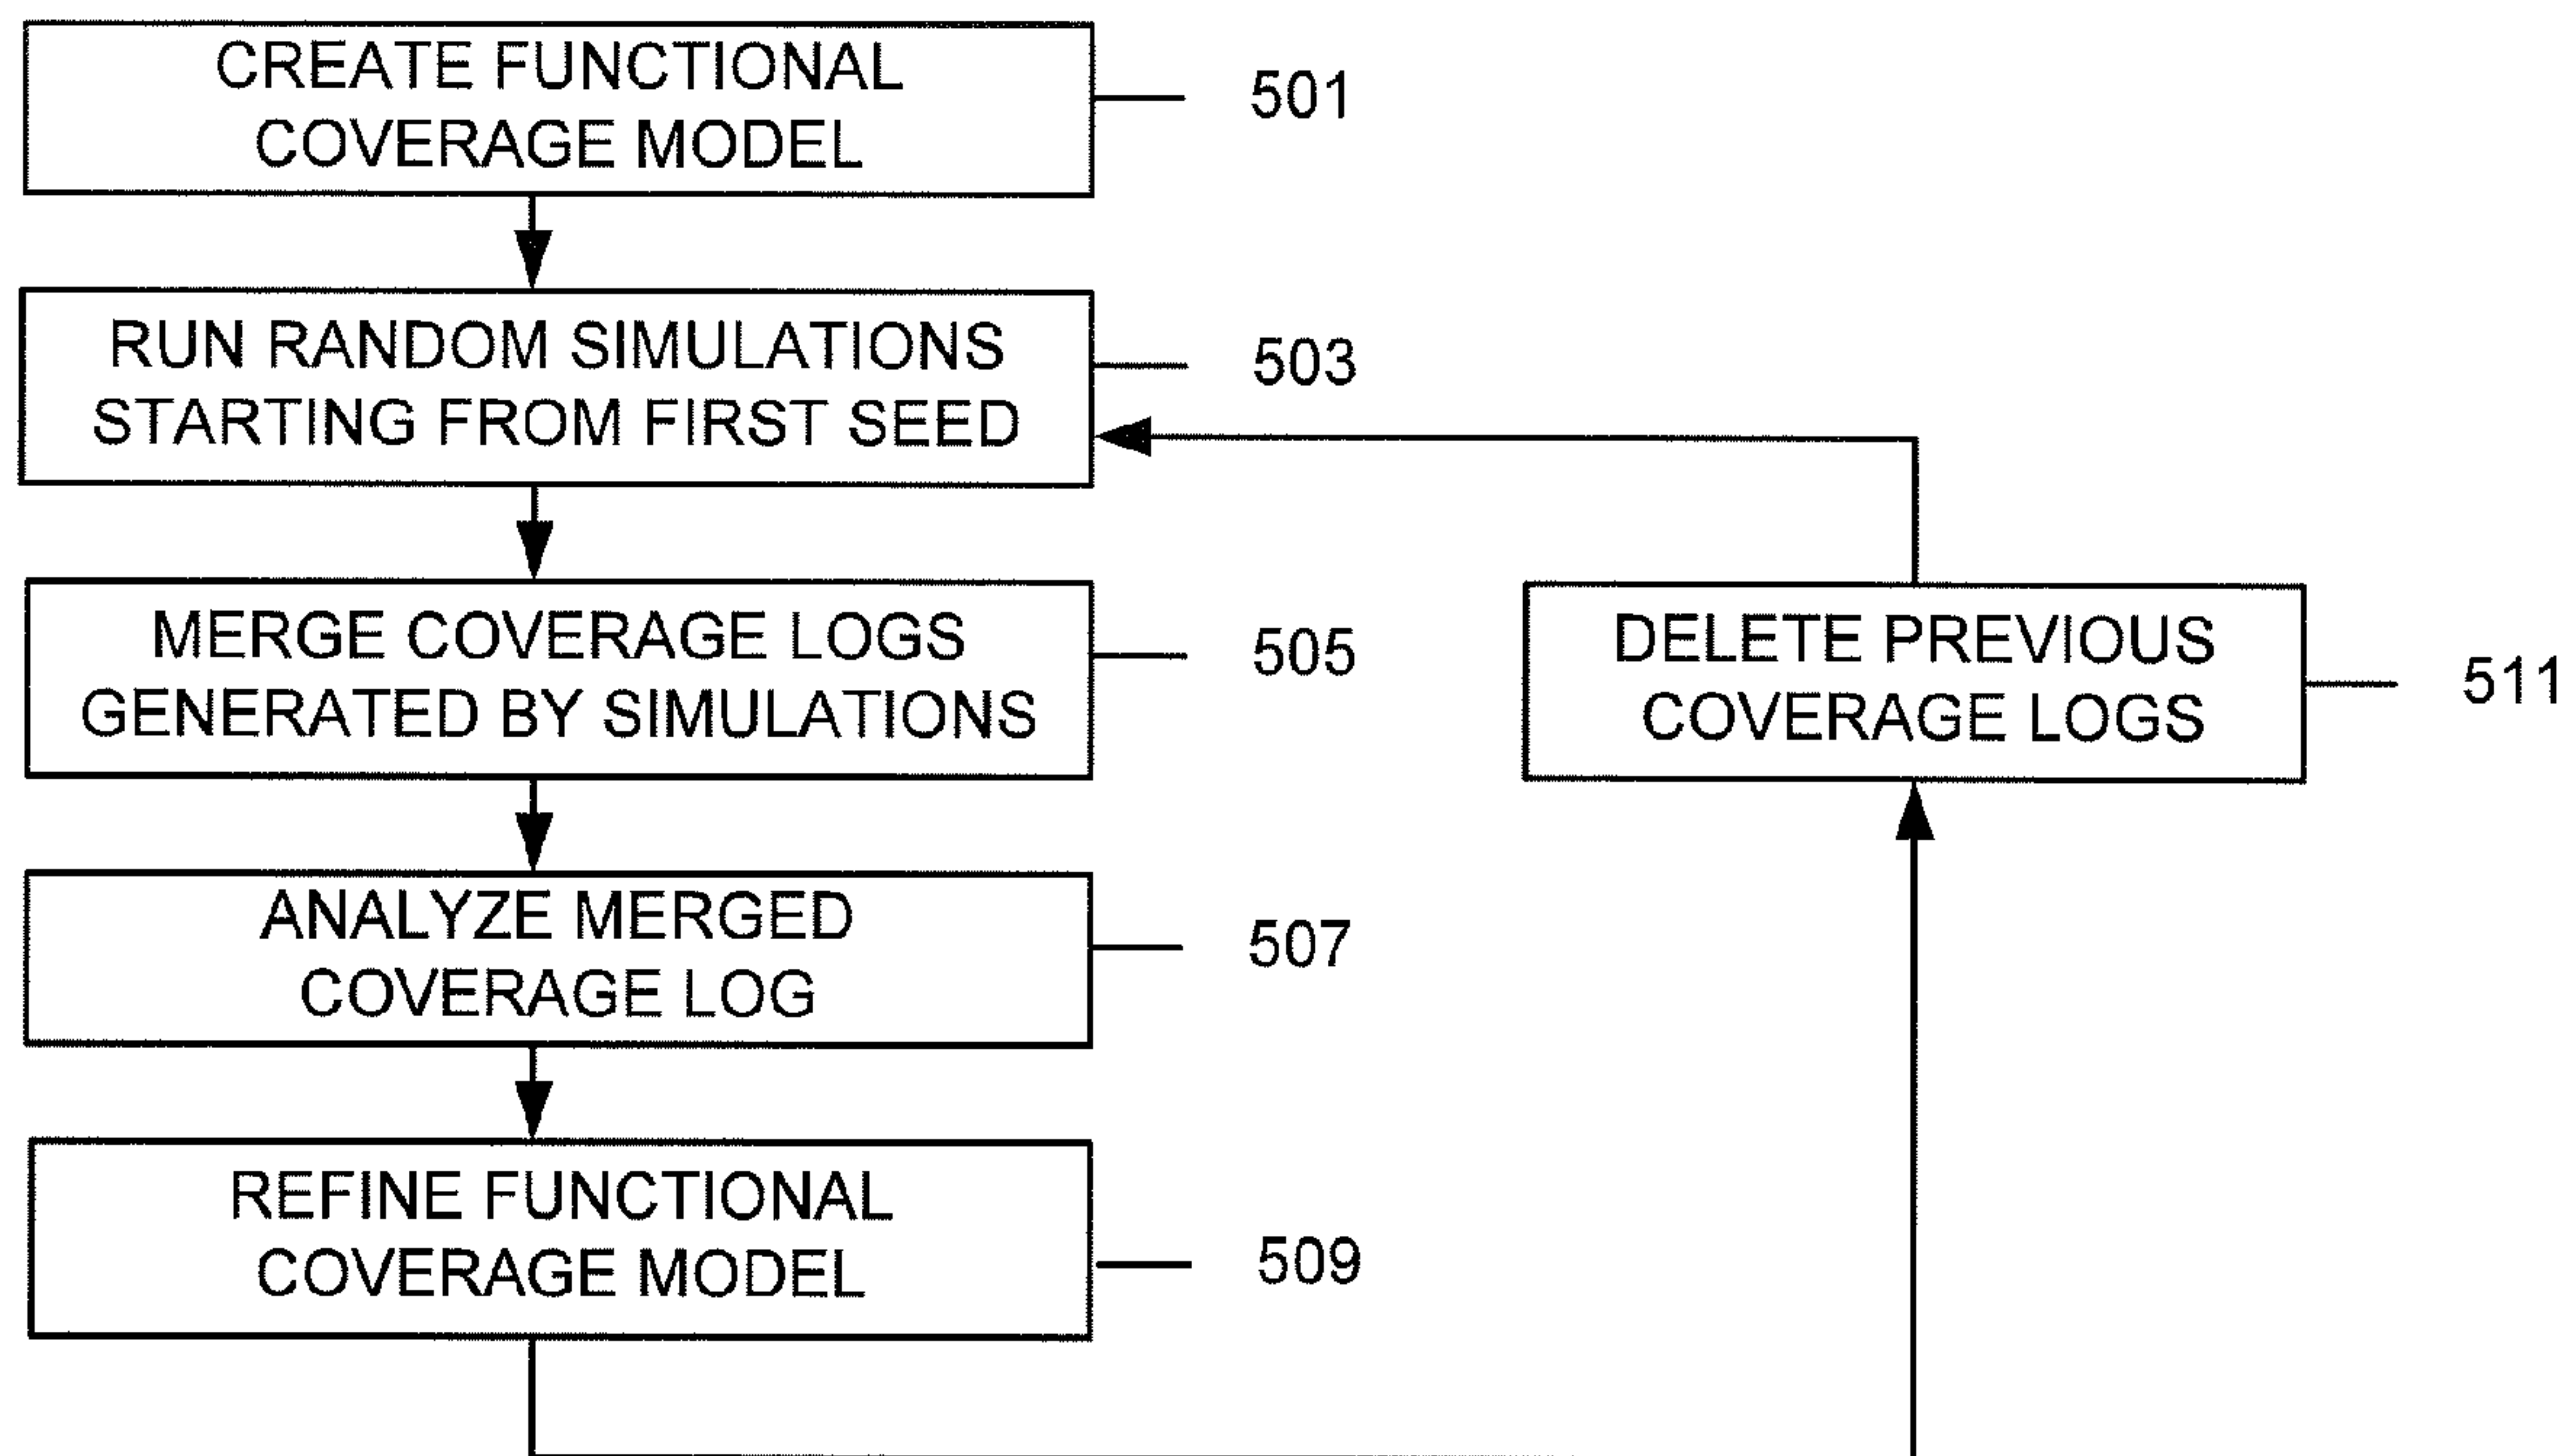 CREATE FUNCTIONAL
COVERAGE MODEL
501
RUN RANDOM SIMULATIONS
STARTING FROM FIRST SEED
503
MERGE COVERAGE LOGS
GENERATED BY SIMULATIONS
505
DELETE PREVIOUS
COVERAGE LOGS
511
ANALYZE MERGED
COVERAGE LOG
507
REFINE FUNCTIONAL
COVERAGE MODEL
509